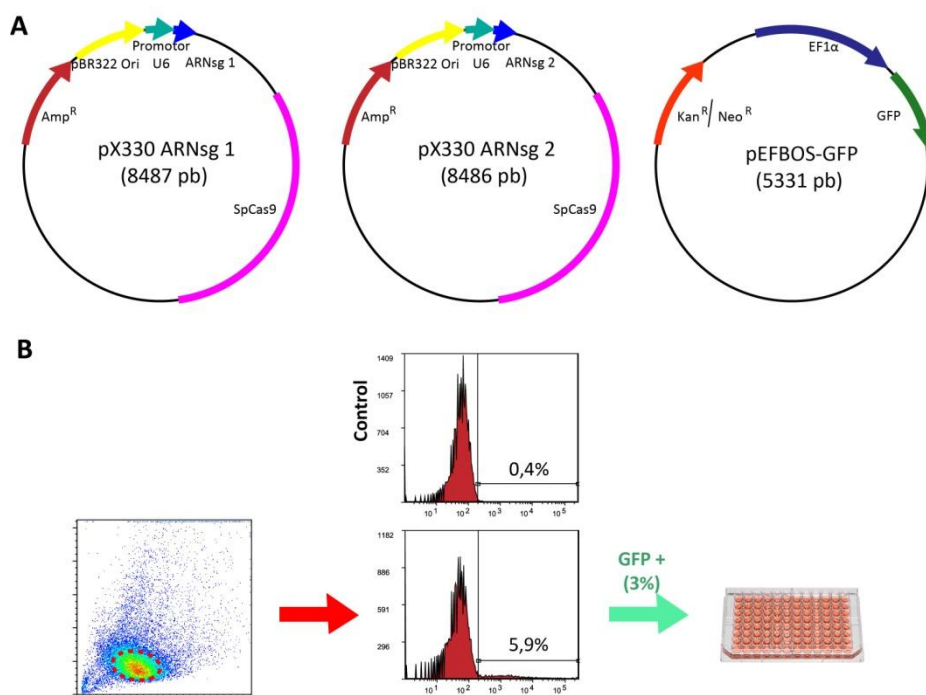 A
Promotor
pBR322 Ori U6 ARNsg 1
Amp^R
pX330 ARNsg 1
(8487 pb)
SpCas9
Promotor
pBR322 Ori U6 ARNsg 2
Amp^R
pX330 ARNsg 2
(8486 pb)
SpCas9
EF1α
Kan^R/Neo^R
GFP
pEFBOS-GFP
(5331 pb)
B
Control
1409
1057
704
352
0,4%
10^1 10^2 10^3 10^4 10^5
1182
886
591
296
5,9%
10^1 10^2 10^3 10^4 10^5
GFP +
(3%)